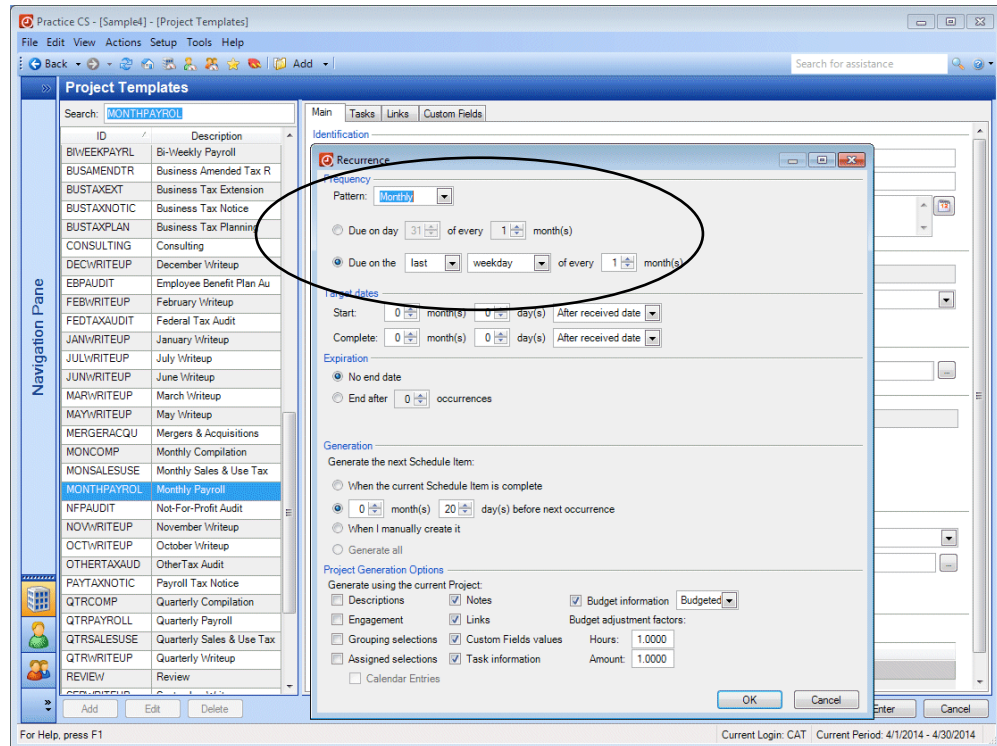 Practice CS - [Sample4] - [Project Templates]
File Edit View Actions Setup Tools Help
Back Add Search for assistance
Project Templates
Search: MONTHPAYROL
ID Description
BIWEEKPAYRL Bi-Weekly Payroll
BUSAMENDTR Business Amended Tax R
BUSTAXEXT Business Tax Extension
BUSTAXNOTIC Business Tax Notice
BUSTAXPLAN Business Tax Planning
CONSULTING Consulting
DECWRITEUP December Writeup
EBPAUDIT Employee Benefit Plan Au
FEBWRITEUP February Writeup
FEDTAXAUDIT Federal Tax Audit
JANWRITEUP January Writeup
JULWRITEUP July Writeup
JUNWRITEUP June Writeup
MARWRITEUP March Writeup
MAYWRITEUP May Writeup
MERGERACQU Mergers & Acquisitions
MONCOMP Monthly Compilation
MONSALESUSE Monthly Sales & Use Tax
MONTHPAYROL Monthly Payroll
NFPAUDIT Not-For-Profit Audit
NOVWRITEUP November Writeup
OCTWRITEUP October Writeup
OTHERTAXAUD OtherTax Audit
PAYTAXNOTIC Payroll Tax Notice
QTRCOMP Quarterly Compilation
QTRPAYROLL Quarterly Payroll
QTRSALESUSE Quarterly Sales & Use Tax
QTRWRITEUP Quarterly Writeup
REVIEW Review
Navigation Pane
Add Edit Delete
Main Tasks Links Custom Fields
Identification
12
Recurrence
Frequency
Pattern: Monthly
Due on day 31 of every 1 month(s)
Due on the last weekday of every 1 month(s)
Target dates
Start: 0 month(s) 0 day(s) After received date
Complete: 0 month(s) 0 day(s) After received date
Expiration
No end date
End after 0 occurrences
Generation
Generate the next Schedule Item:
When the current Schedule Item is complete
0 month(s) 20 day(s) before next occurrence
When I manually create it
Generate all
Project Generation Options
Generate using the current Project:
Descriptions Notes Budget information Budgeted
Engagement Links Budget adjustment factors:
Grouping selections Custom Fields values Hours: 1.0000
Assigned selections Task information Amount: 1.0000
Calendar Entries
OK Cancel
Enter Cancel
For Help, press F1
Current Login: CAT Current Period: 4/1/2014 - 4/30/2014